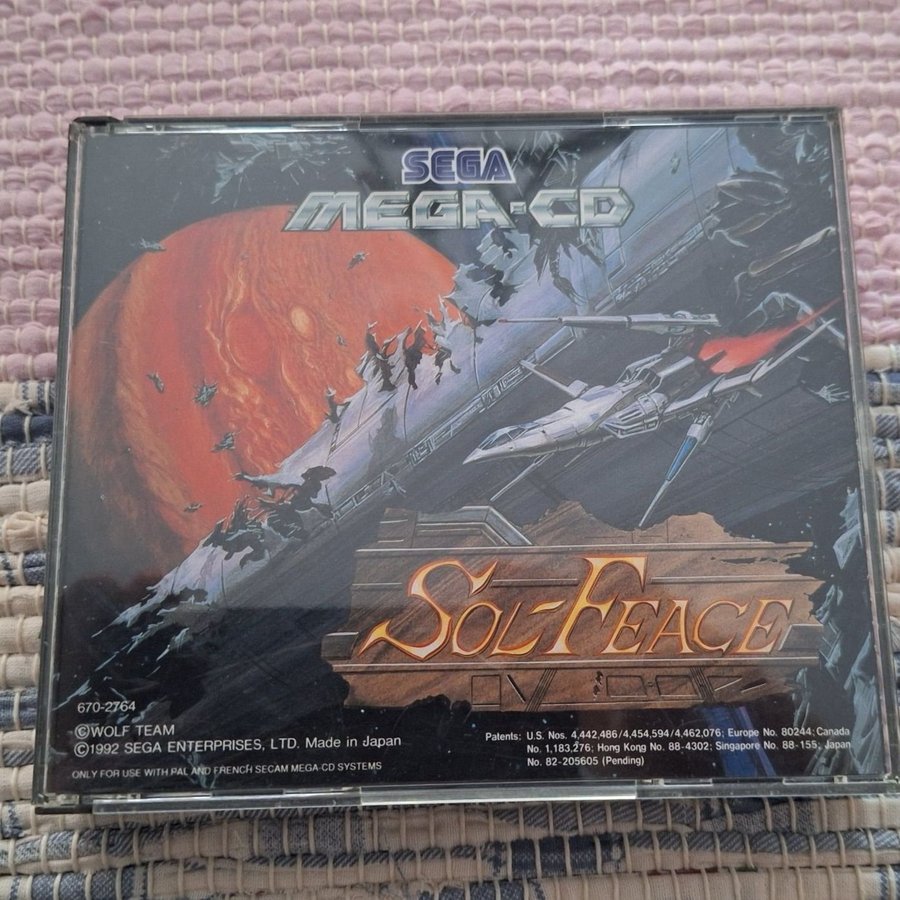 SEGA
MEGA-CD
SOL-FEACE
670-2764
©WOLF TEAM
©1992 SEGA ENTERPRISES, LTD. Made in Japan
ONLY FOR USE WITH PAL AND FRENCH SECAM MEGA-CD SYSTEMS
Patents: U.S. Nos. 4,442,486/4,454,594/4,462,076; Europe No. 80244; Canada
No. 1,183,276; Hong Kong No. 88-4302; Singapore No. 88-155; Japan
No. 82-205605 (Pending)